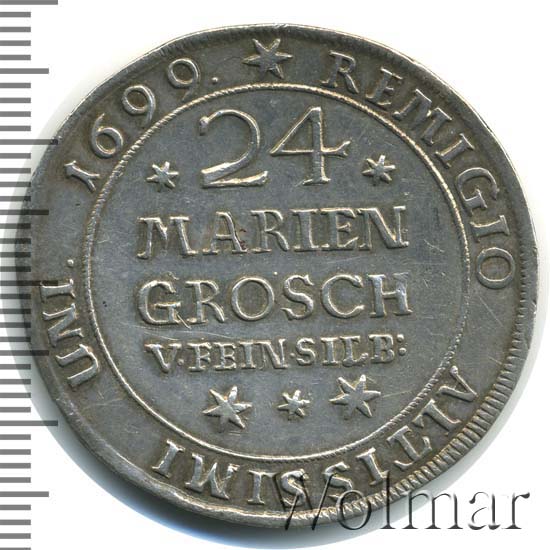 REMIGIO ALTISSIMI UNI. 1699.
24
MARIEN
GROSCH
V·FEIN·SILB:
Wolmar